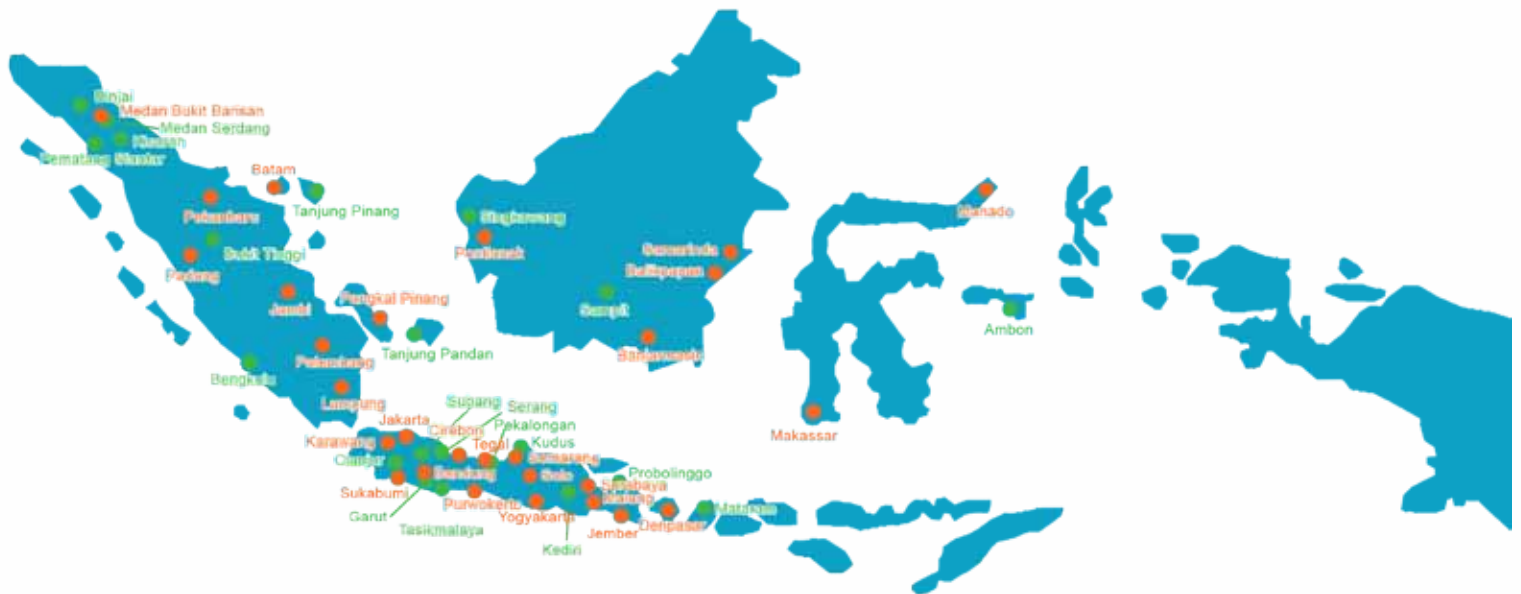 Binjai
Medan Bukit Barisan
Medan Serdang
Kisaran
Pematang Siantar
Batam
Tanjung Pinang
Pekanbaru
Bukit Tinggi
Padang
Jambi
Pangkal Pinang
Tanjung Pandan
Palembang
Bengkulu
Lampung
Singkawang
Pontianak
Samarinda
Balikpapan
Sampit
Banjarmasin
Manado
Ambon
Makassar
Subang
Serang
Jakarta
Cirebon
Pekalongan
Karawang
Tegal
Kudus
Cianjur
Semarang
Bandung
Solo
Probolinggo
Surabaya
Sukabumi
Purwokerto
Malang
Mataram
Garut
Yogyakarta
Denpasar
Tasikmalaya
Jember
Kediri